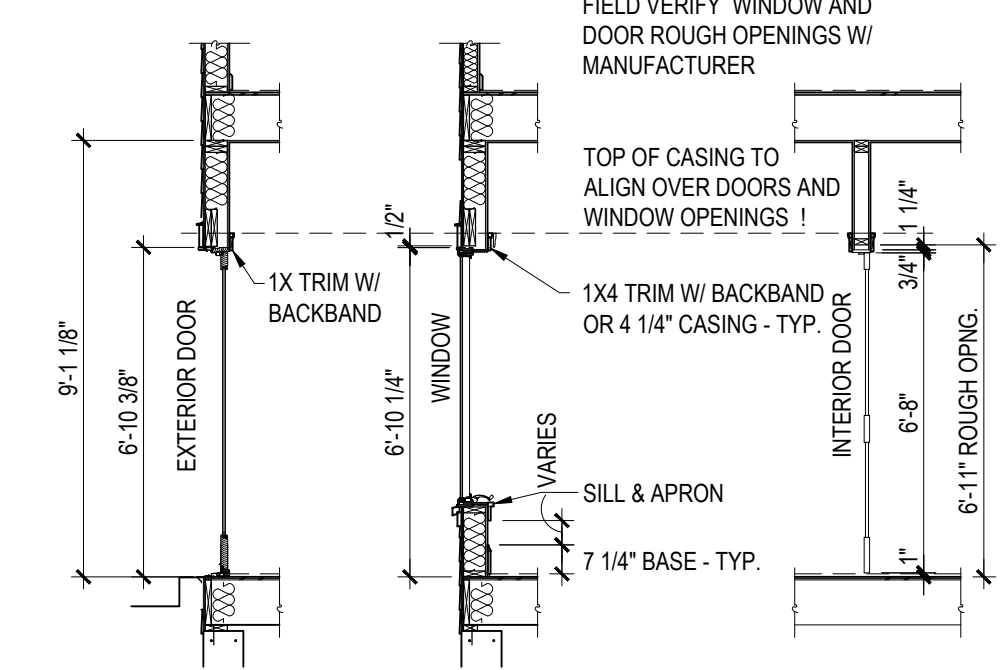 FIELD VERIFY WINDOW AND
DOOR ROUGH OPENINGS W/
MANUFACTURER
TOP OF CASING TO
ALIGN OVER DOORS AND
WINDOW OPENINGS !
9'-1 1/8"
6'-10 3/8"
EXTERIOR DOOR
1X TRIM W/
BACKBAND
1/2"
6'-10 1/4"
WINDOW
1X4 TRIM W/ BACKBAND
OR 4 1/4" CASING - TYP.
VARIES
SILL & APRON
7 1/4" BASE - TYP.
INTERIOR DOOR
1 1/4"
3/4"
6'-8"
1"
6'-11" ROUGH OPNG.